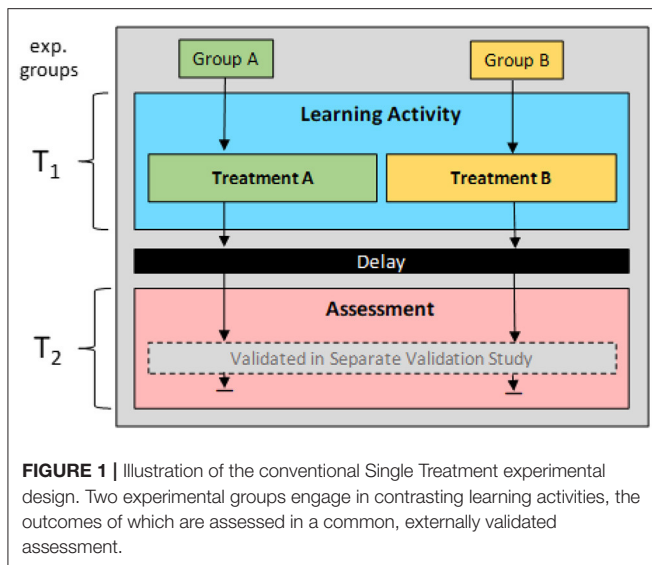 exp.
groups
Group A
Group B
Learning Activity
T₁
Treatment A
Treatment B
Delay
Assessment
T₂
Validated in Separate Validation Study
FIGURE 1 | Illustration of the conventional Single Treatment experimental
design. Two experimental groups engage in contrasting learning activities, the
outcomes of which are assessed in a common, externally validated
assessment.